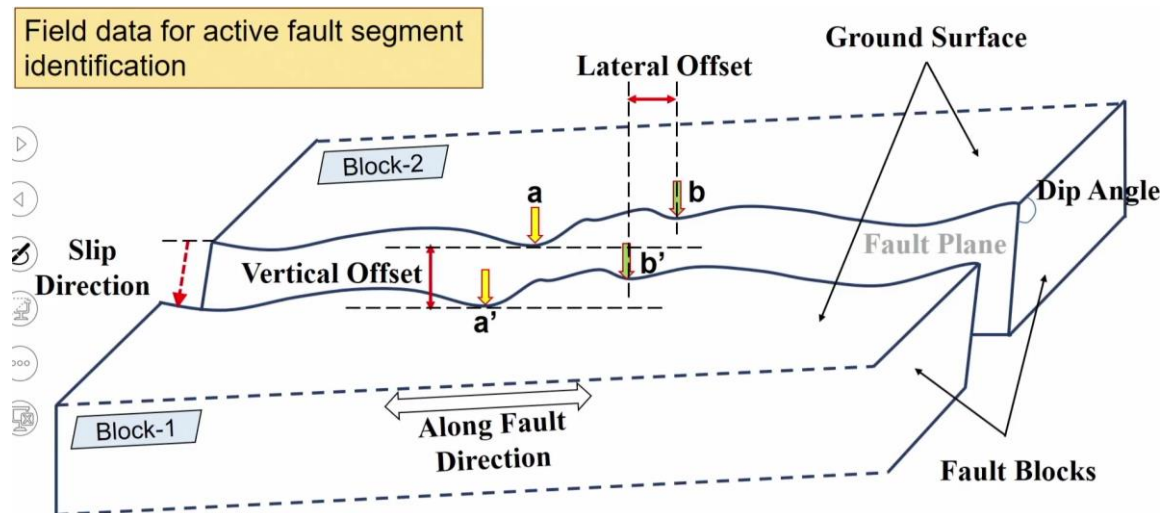 Field data for active fault segment
identification
Ground Surface
Lateral Offset
Block-2
a
b
Dip Angle
Fault Plane
Slip
Direction
Vertical Offset
b’
a’
Block-1
Along Fault
Direction
Fault Blocks